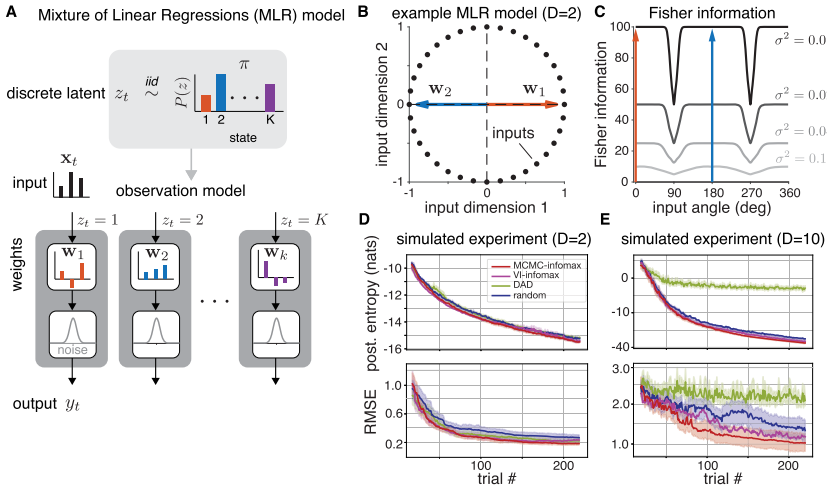 A Mixture of Linear Regressions (MLR) model
discrete latent z_t iid ~
P(z)
π
1 2 · · · K
state
x_t
input
observation model
z_t = 1 z_t = 2 z_t = K
weights
w_1 w_2 · · · w_k
noise
output y_t
B example MLR model (D=2)
input dimension 2
1
0
-1
w_2 w_1
inputs
-1 0 1
input dimension 1
C Fisher information
Fisher information
100
75
50
25
0
σ² = 0.0
σ² = 0.0
σ² = 0.0
σ² = 0.1
0 90 180 270 360
input angle (deg)
D simulated experiment (D=2)
post. entropy (nats)
-10
-12
-14
-16
MCMC-infomax
VI-infomax
DAD
random
RMSE
1.0
0.6
0.2
0 100 200
trial #
E simulated experiment (D=10)
0
-10
-40
3.0
2.0
1.0
0 100 200
trial #